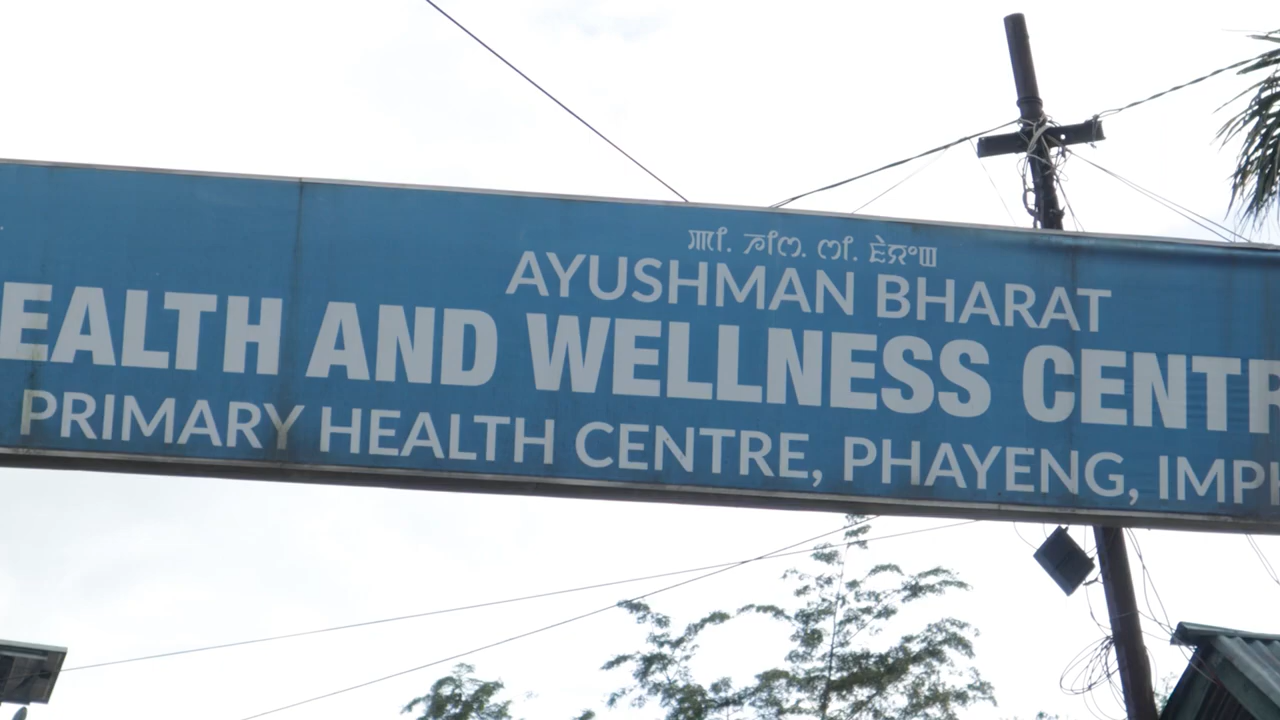 AYUSHMAN BHARAT
EALTH AND WELLNESS CENTR
PRIMARY HEALTH CENTRE, PHAYENG, IMPH